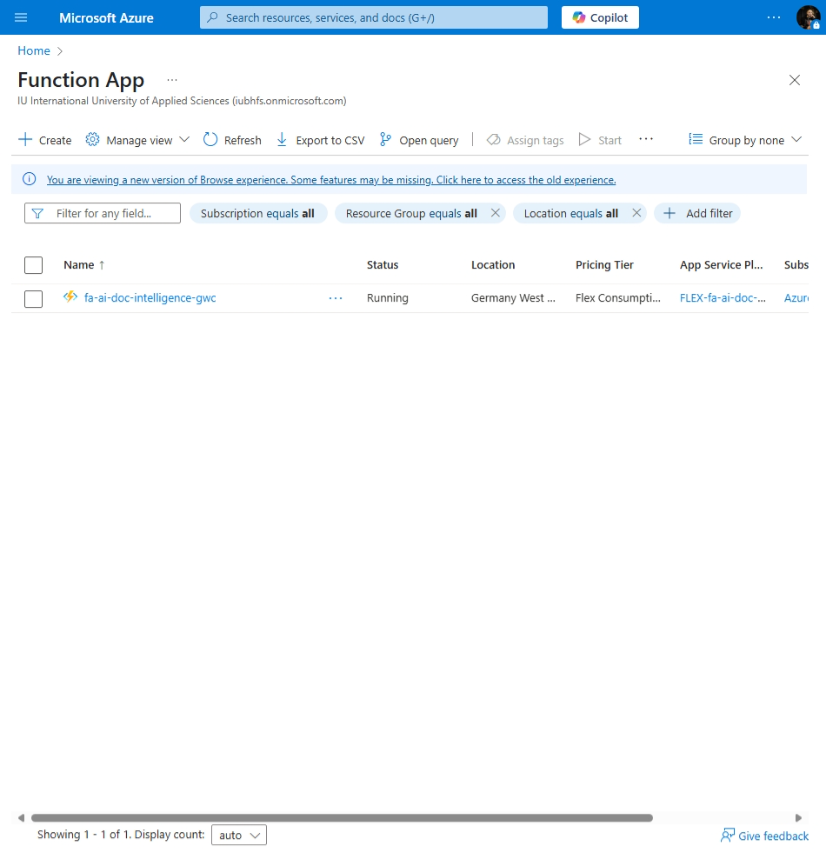 Microsoft Azure
Search resources, services, and docs (G+/)
Copilot
Home
Function App
IU International University of Applied Sciences (iubhfs.onmicrosoft.com)
Create
Manage view
Refresh
Export to CSV
Open query
Assign tags
Start
Group by none
You are viewing a new version of Browse experience. Some features may be missing. Click here to access the old experience.
Filter for any field...
Subscription equals all
Resource Group equals all
Location equals all
Add filter
Name ↑
Status
Location
Pricing Tier
App Service Pl...
Subs
fa-ai-doc-intelligence-gwc
Running
Germany West ...
Flex Consumpti...
FLEX-fa-ai-doc-...
Azur
Showing 1 - 1 of 1. Display count: auto
Give feedback